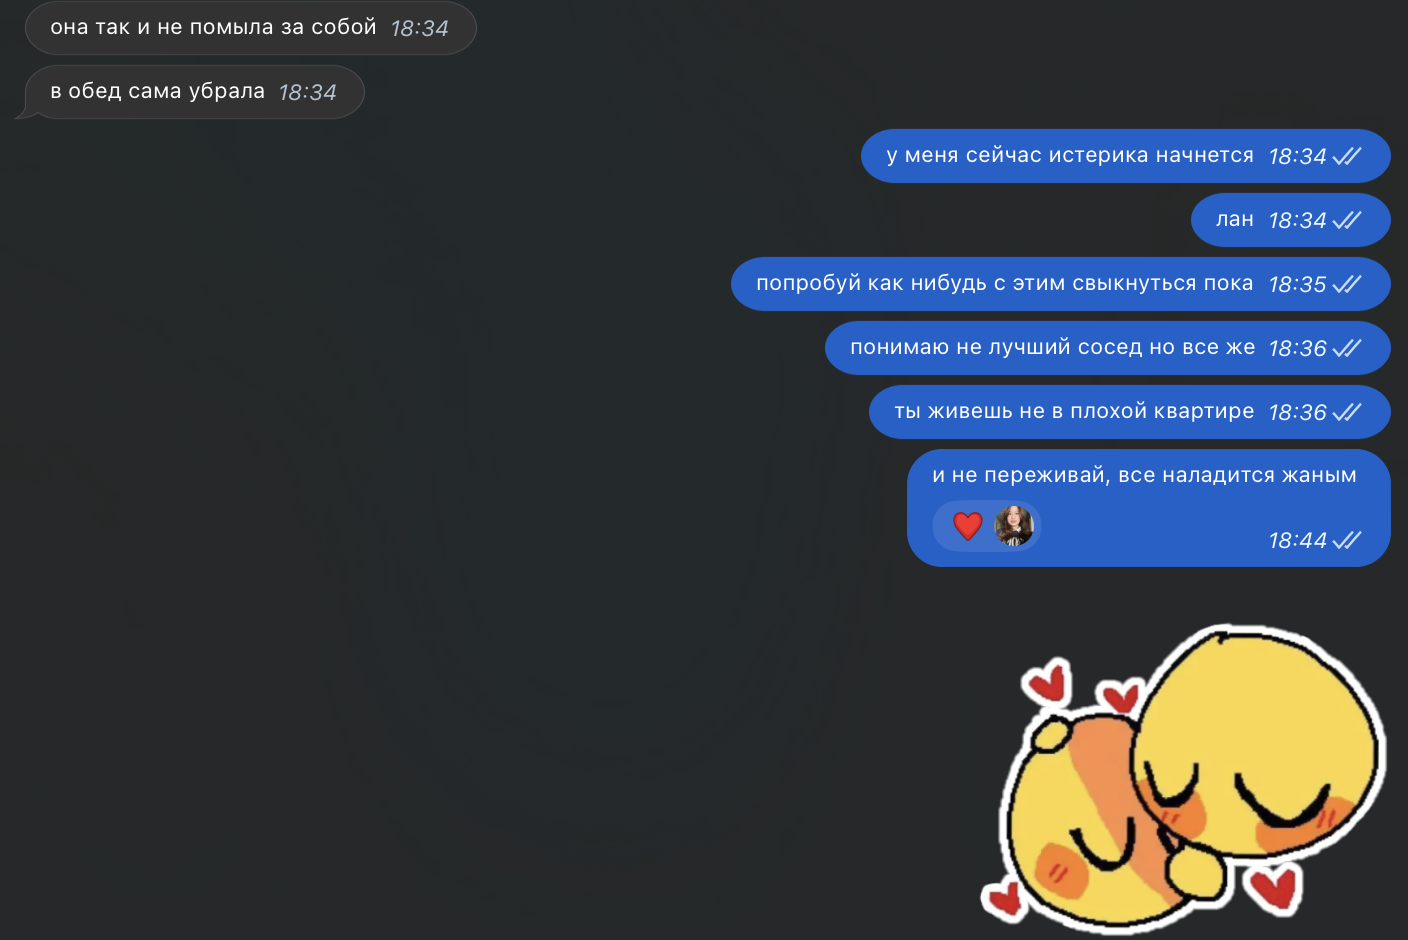 она так и не помыла за собой 18:34
в обед сама убрала 18:34
у меня сейчас истерика начнется 18:34
лан 18:34
попробуй как нибудь с этим свыкнуться пока 18:35
понимаю не лучший сосед но все же 18:36
ты живешь не в плохой квартире 18:36
и не переживай, все наладится жаным
18:44